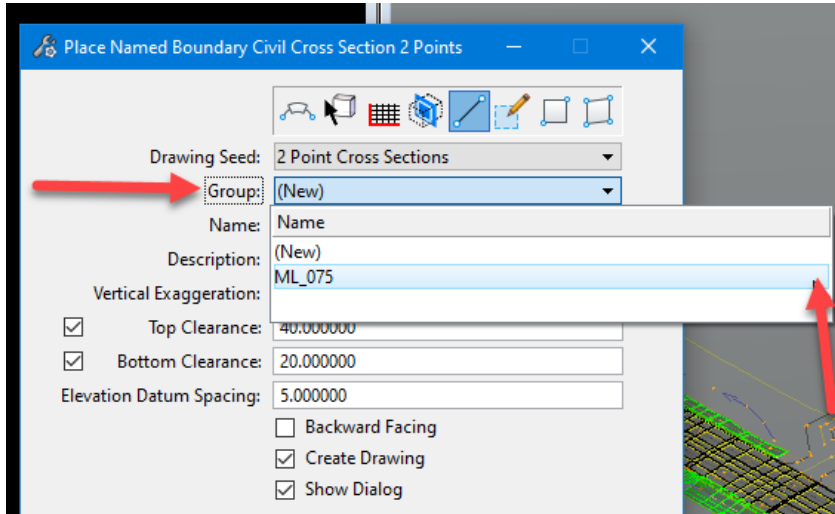 Place Named Boundary Civil Cross Section 2 Points
Drawing Seed: 2 Point Cross Sections
Group: (New)
Name: Name
(New)
Description:
ML_075
Vertical Exaggeration:
Top Clearance: 40.000000
Bottom Clearance: 20.000000
Elevation Datum Spacing: 5.000000
Backward Facing
Create Drawing
Show Dialog